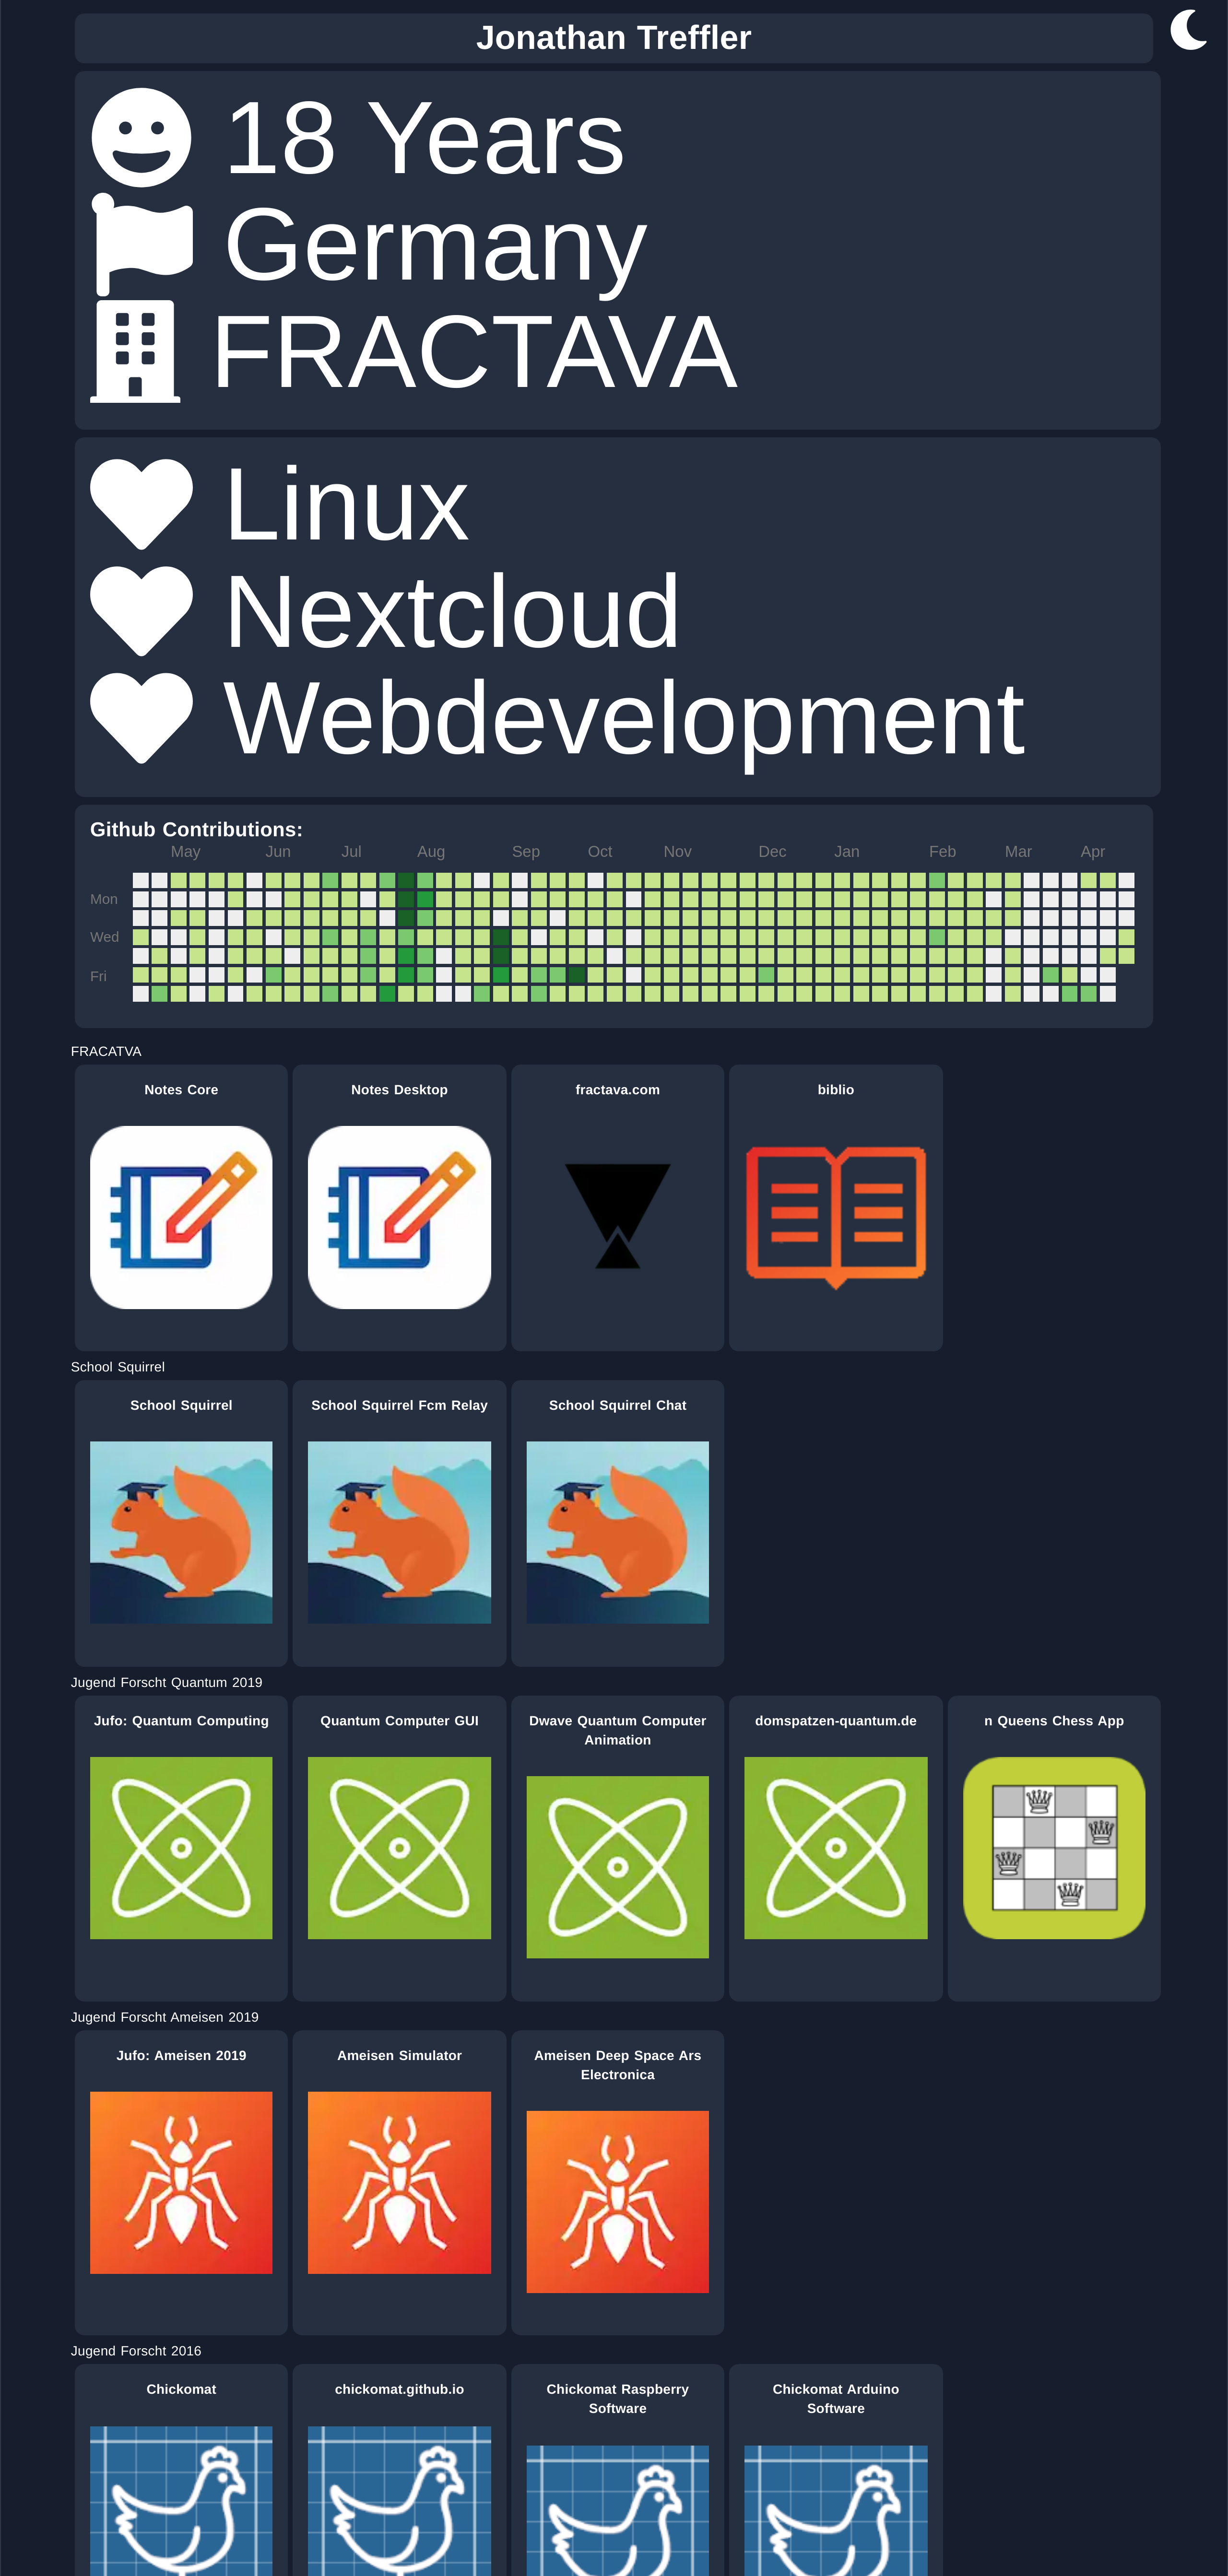 Jonathan Treffler
18 Years
Germany
FRACTAVA
Linux
Nextcloud
Webdevelopment
Github Contributions:
May Jun Jul Aug Sep Oct Nov Dec Jan Feb Mar Apr
Mon
Wed
Fri
FRACATVA
Notes Core
Notes Desktop
fractava.com
biblio
School Squirrel
School Squirrel
School Squirrel Fcm Relay
School Squirrel Chat
Jugend Forscht Quantum 2019
Jufo: Quantum Computing
Quantum Computer GUI
Dwave Quantum Computer
Animation
domspatzen-quantum.de
n Queens Chess App
Jugend Forscht Ameisen 2019
Jufo: Ameisen 2019
Ameisen Simulator
Ameisen Deep Space Ars
Electronica
Jugend Forscht 2016
Chickomat
chickomat.github.io
Chickomat Raspberry
Software
Chickomat Arduino
Software